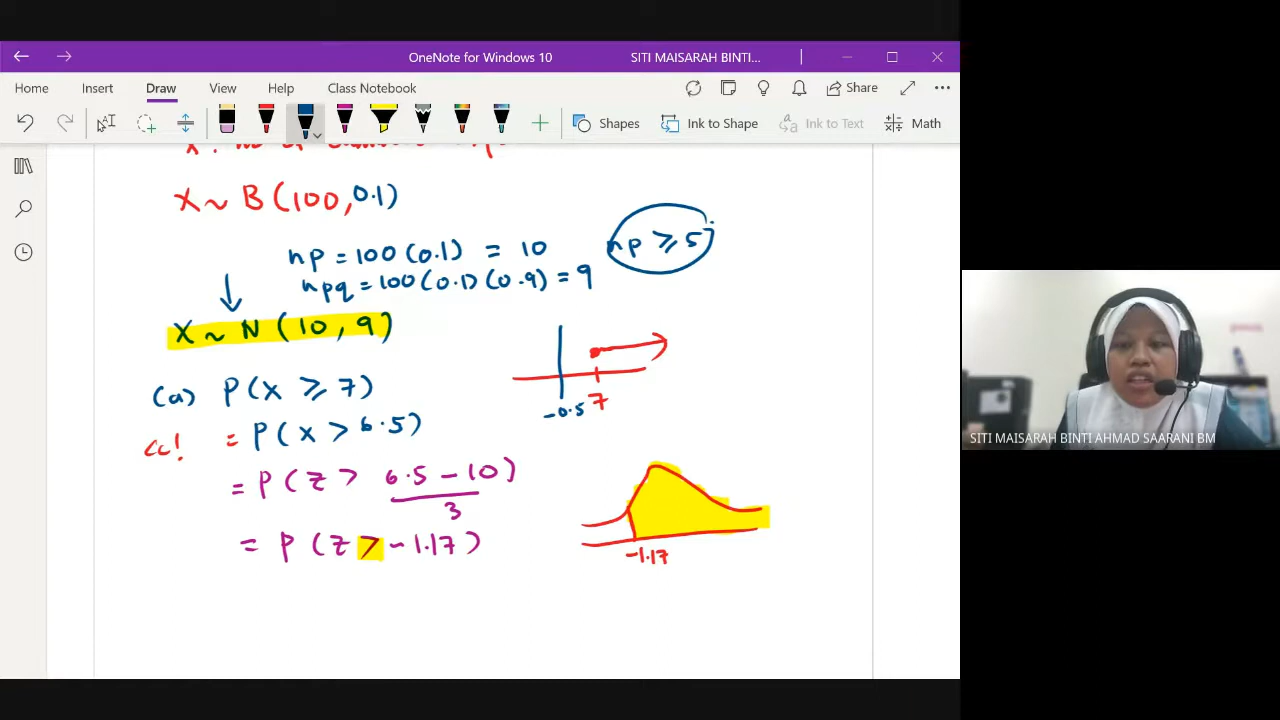 OneNote for Windows 10
SITI MAISARAH BINTI...
Home Insert Draw View Help Class Notebook
Share
Shapes Ink to Shape Ink to Text Math
X ~ B (100, 0.1)
np = 100 (0.1) = 10
np ≥ 5
npq = 100 (0.1) (0.9) = 9
X ~ N (10, 9)
(a) P(X ≥ 7)
-0.5 7
cc! = P(X > 6.5)
= P(Z > 6.5 - 10)
3
= P(Z > -1.17)
-1.17
SITI MAISARAH BINTI AHMAD SAARANI BM